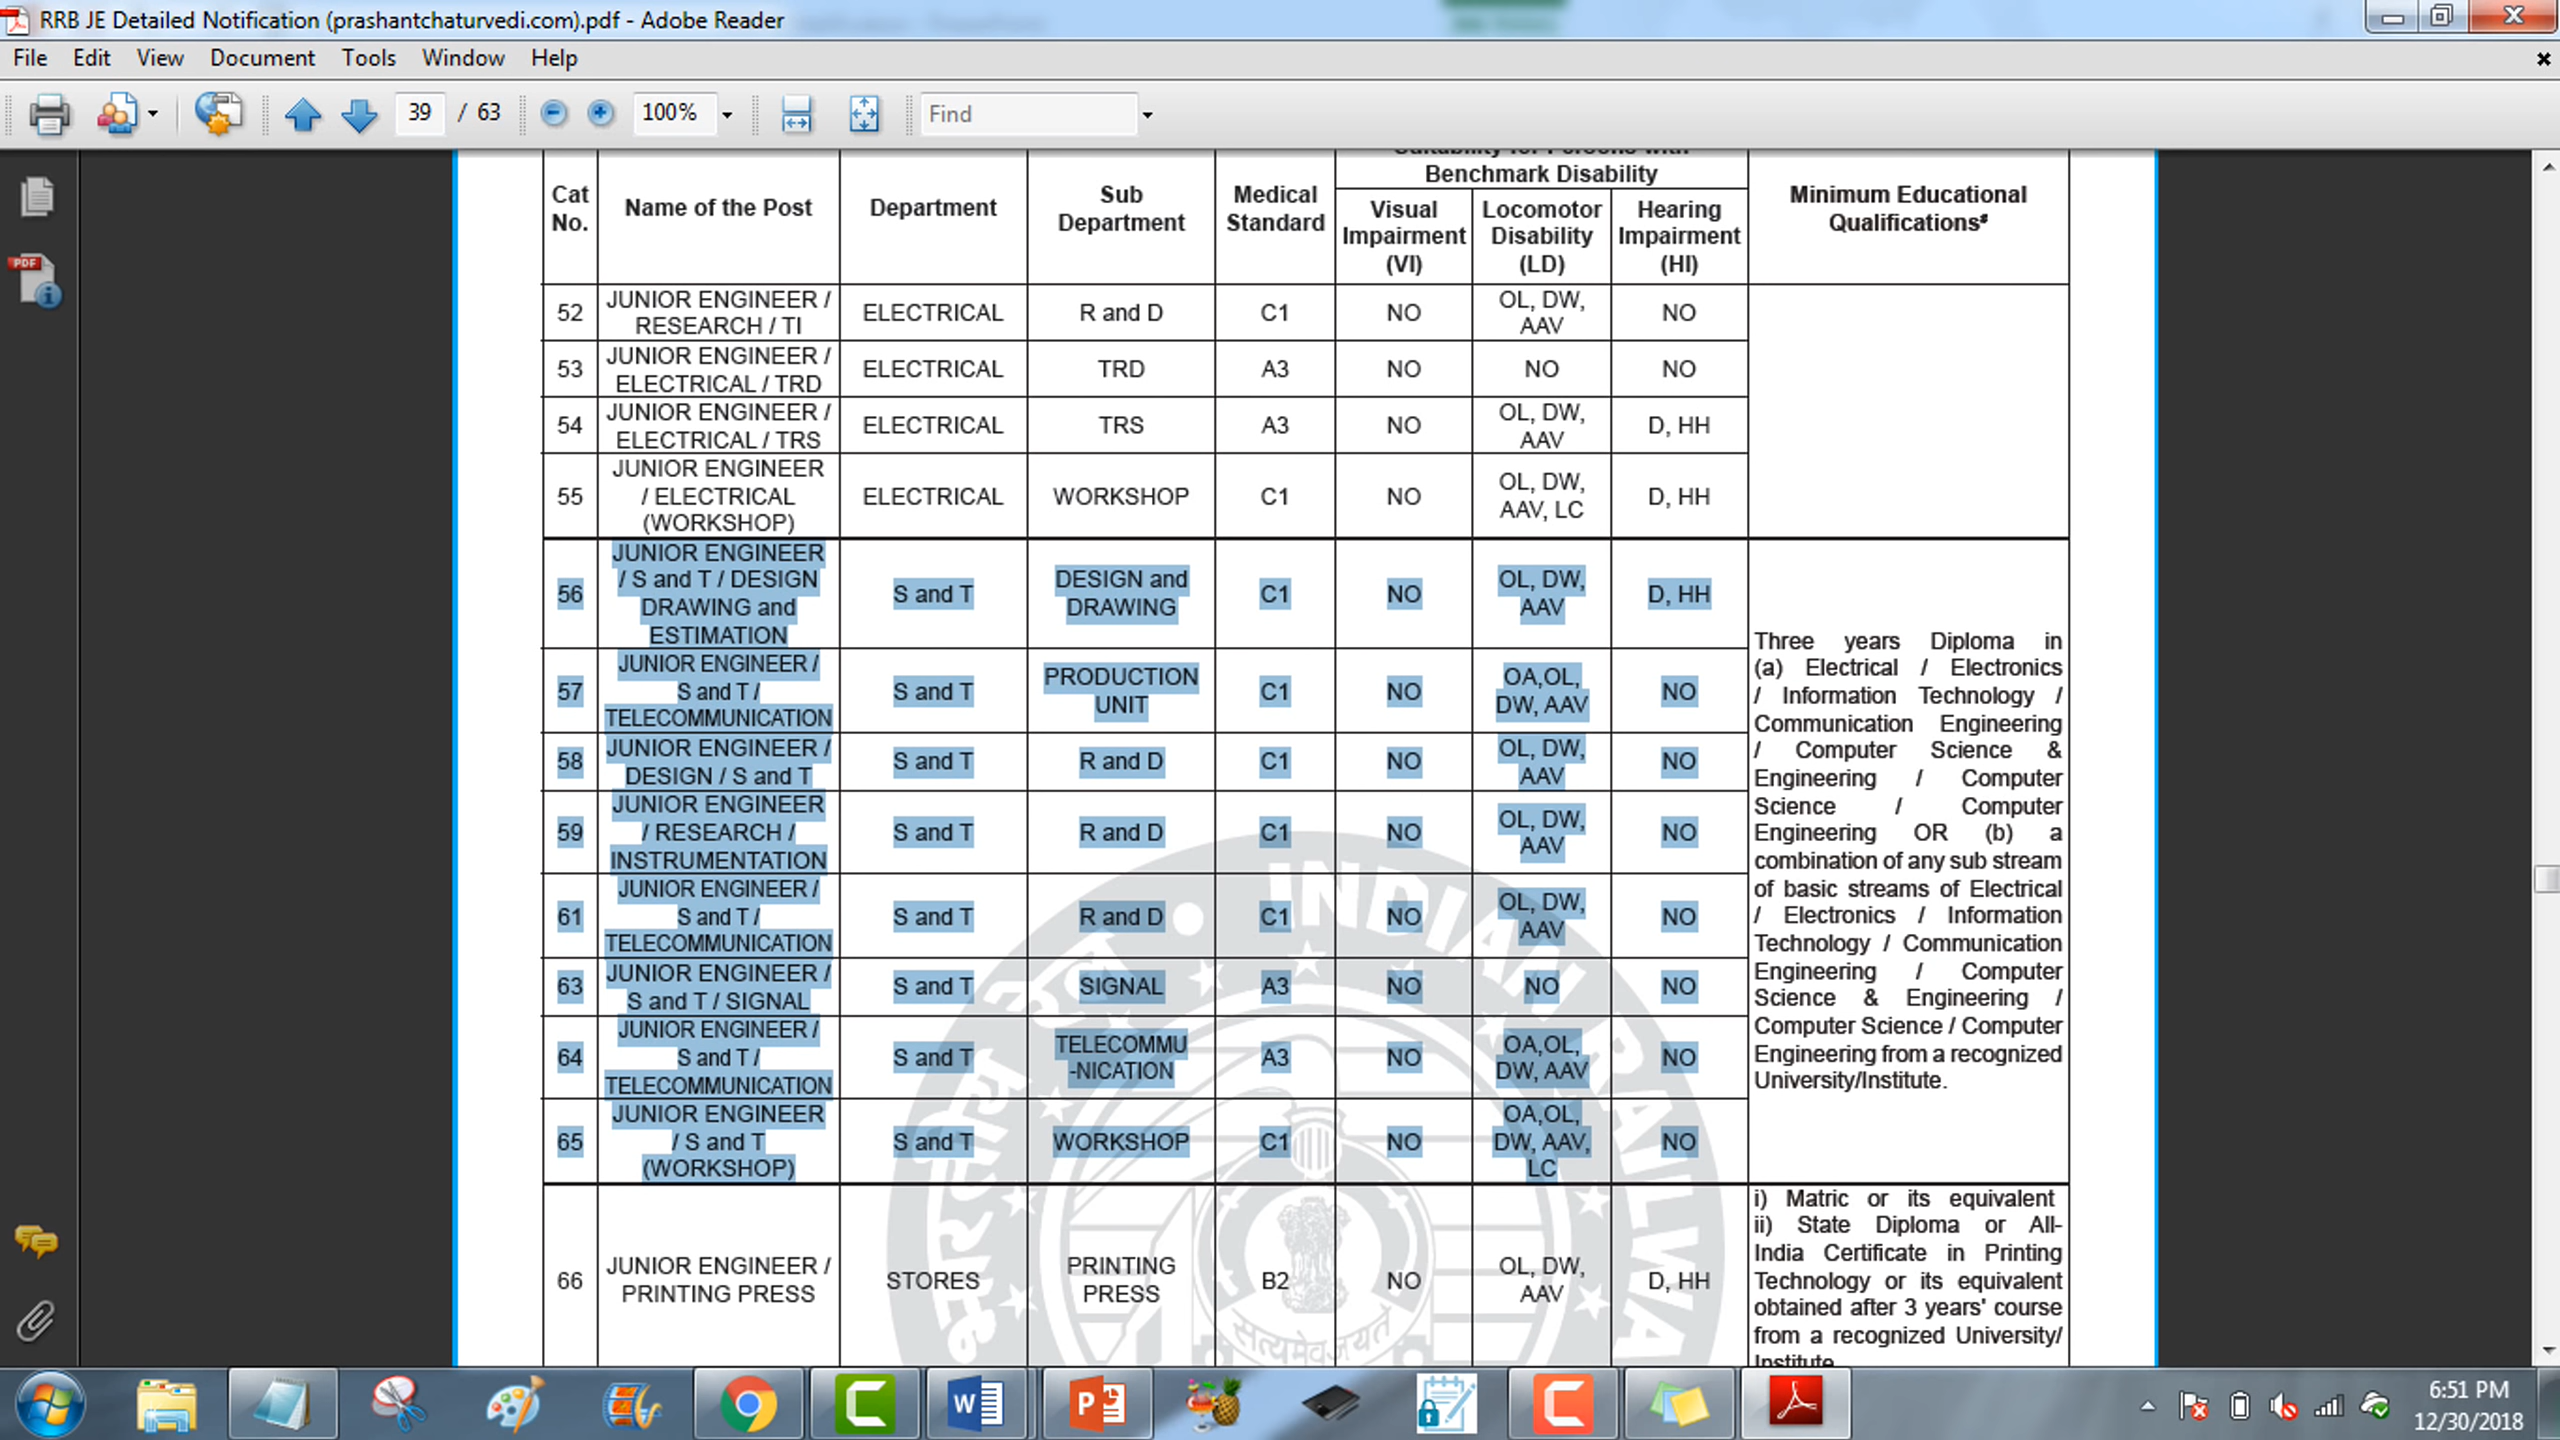 RRB JE Detailed Notification (prashantchaturvedi.com).pdf - Adobe Reader
File Edit View Document Tools Window Help
39 / 63 100% Find
Benchmark Disability
Cat No.
Name of the Post
Department
Sub Department
Medical Standard
Visual Impairment (VI)
Locomotor Disability (LD)
Hearing Impairment (HI)
Minimum Educational Qualifications#
52 JUNIOR ENGINEER / RESEARCH / TI ELECTRICAL R and D C1 NO OL, DW, AAV NO
53 JUNIOR ENGINEER / ELECTRICAL / TRD ELECTRICAL TRD A3 NO NO NO
54 JUNIOR ENGINEER / ELECTRICAL / TRS ELECTRICAL TRS A3 NO OL, DW, AAV D, HH
55 JUNIOR ENGINEER / ELECTRICAL (WORKSHOP) ELECTRICAL WORKSHOP C1 NO OL, DW, AAV, LC D, HH
56 JUNIOR ENGINEER / S and T / DESIGN DRAWING and ESTIMATION S and T DESIGN and DRAWING C1 NO OL, DW, AAV D, HH
57 JUNIOR ENGINEER / S and T / TELECOMMUNICATION S and T PRODUCTION UNIT C1 NO OA,OL, DW, AAV NO
58 JUNIOR ENGINEER / DESIGN / S and T S and T R and D C1 NO OL, DW, AAV NO
59 JUNIOR ENGINEER / RESEARCH / INSTRUMENTATION S and T R and D C1 NO OL, DW, AAV NO
61 JUNIOR ENGINEER / S and T / TELECOMMUNICATION S and T R and D C1 NO OL, DW, AAV NO
63 JUNIOR ENGINEER / S and T / SIGNAL S and T SIGNAL A3 NO NO NO
64 JUNIOR ENGINEER / S and T / TELECOMMUNICATION S and T TELECOMMU -NICATION A3 NO OA,OL, DW, AAV NO
65 JUNIOR ENGINEER / S and T (WORKSHOP) S and T WORKSHOP C1 NO OA,OL, DW, AAV, LC NO
Three years Diploma in
(a) Electrical / Electronics
/ Information Technology /
Communication Engineering
/ Computer Science &
Engineering / Computer
Science / Computer
Engineering OR (b) a
combination of any sub stream
of basic streams of Electrical
/ Electronics / Information
Technology / Communication
Engineering / Computer
Science & Engineering /
Computer Science / Computer
Engineering from a recognized
University/Institute.
66 JUNIOR ENGINEER / PRINTING PRESS STORES PRINTING PRESS B2 NO OL, DW, AAV D, HH
i) Matric or its equivalent
ii) State Diploma or All-
India Certificate in Printing
Technology or its equivalent
obtained after 3 years' course
from a recognized University/
Institute
INDIAN RAILWA
सत्यमेव जयते
6:51 PM
12/30/2018